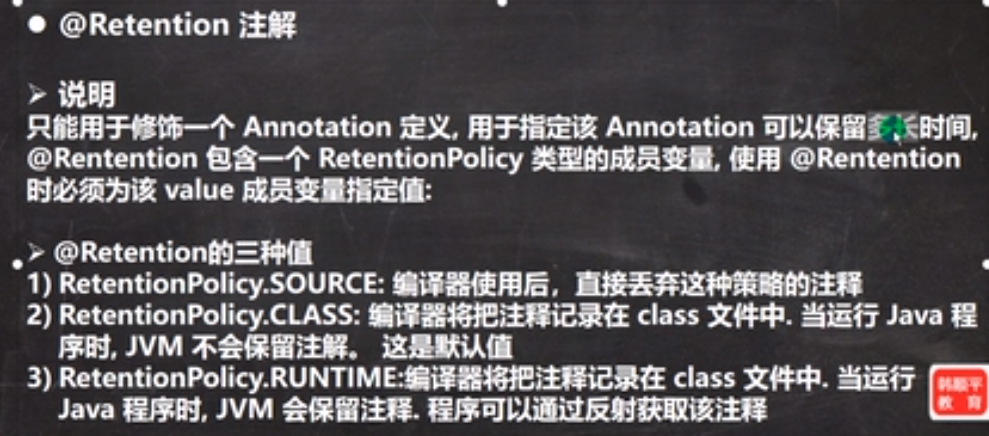 ● @Retention 注解
➢ 说明
只能用于修饰一个 Annotation 定义, 用于指定该 Annotation 可以保留多长时间,
@Rentention 包含一个 RetentionPolicy 类型的成员变量, 使用 @Rentention
时必须为该 value 成员变量指定值:
➢ @Retention的三种值
1) RetentionPolicy.SOURCE: 编译器使用后，直接丢弃这种策略的注释
2) RetentionPolicy.CLASS: 编译器将把注释记录在 class 文件中. 当运行 Java 程
序时, JVM 不会保留注解。 这是默认值
3) RetentionPolicy.RUNTIME:编译器将把注释记录在 class 文件中. 当运行
Java 程序时, JVM 会保留注释. 程序可以通过反射获取该注释
韩顺平
教育